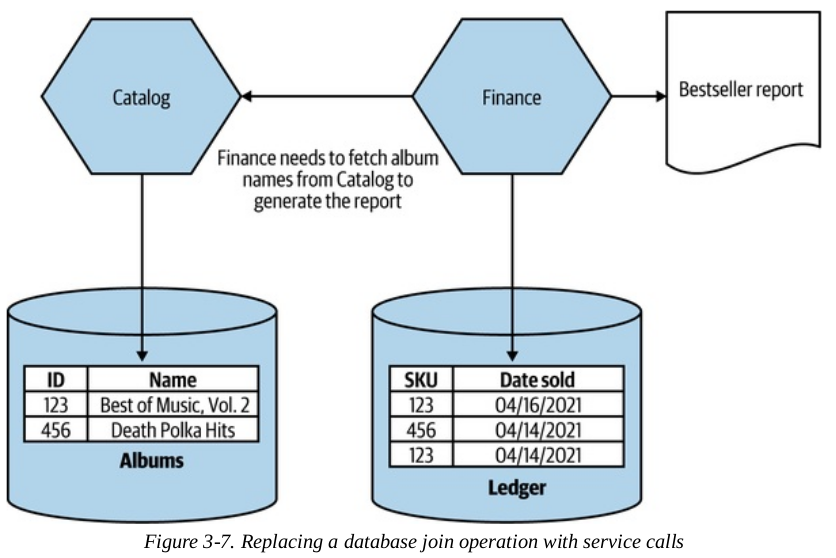 Catalog
Finance
Bestseller report
Finance needs to fetch album
names from Catalog to
generate the report
ID Name
123 Best of Music, Vol. 2
456 Death Polka Hits
Albums
SKU Date sold
123 04/16/2021
456 04/14/2021
123 04/14/2021
Ledger
Figure 3-7. Replacing a database join operation with service calls